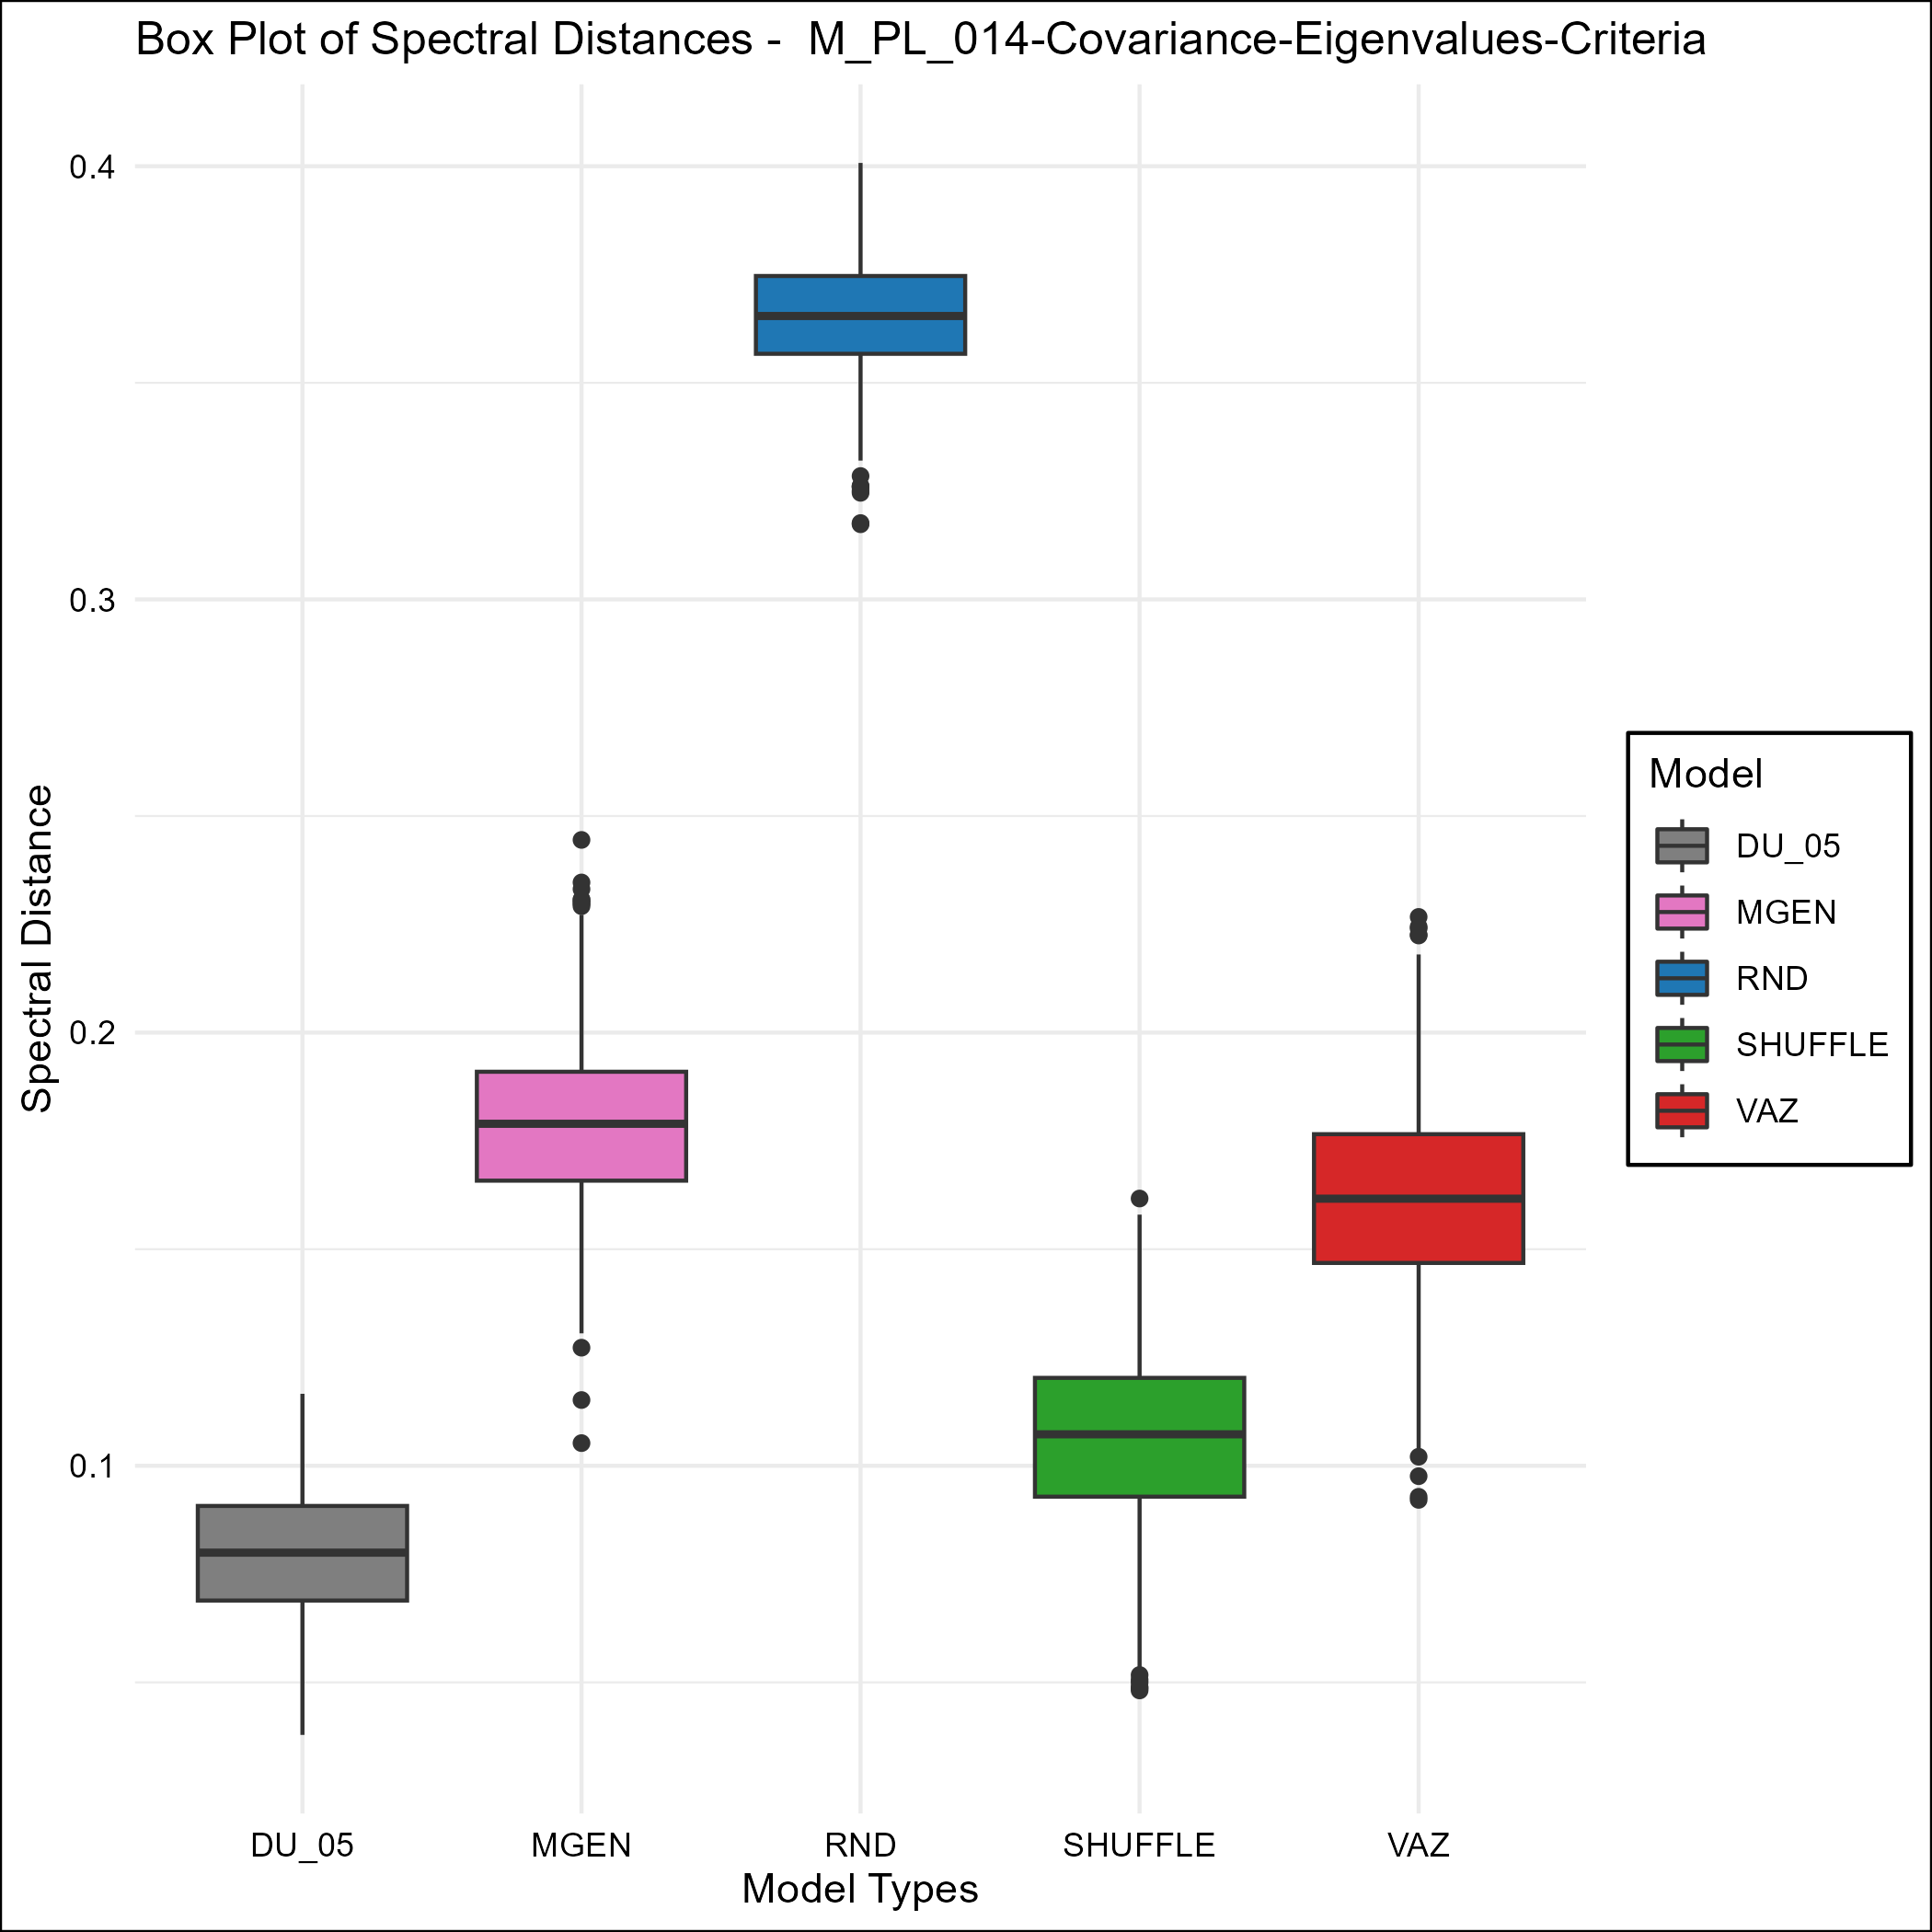 Box Plot of Spectral Distances -  M_PL_014-Covariance-Eigenvalues-Criteria
Spectral Distance
0.4
0.3
0.2
0.1
DU_05
MGEN
RND
SHUFFLE
VAZ
Model Types
Model
DU_05
MGEN
RND
SHUFFLE
VAZ